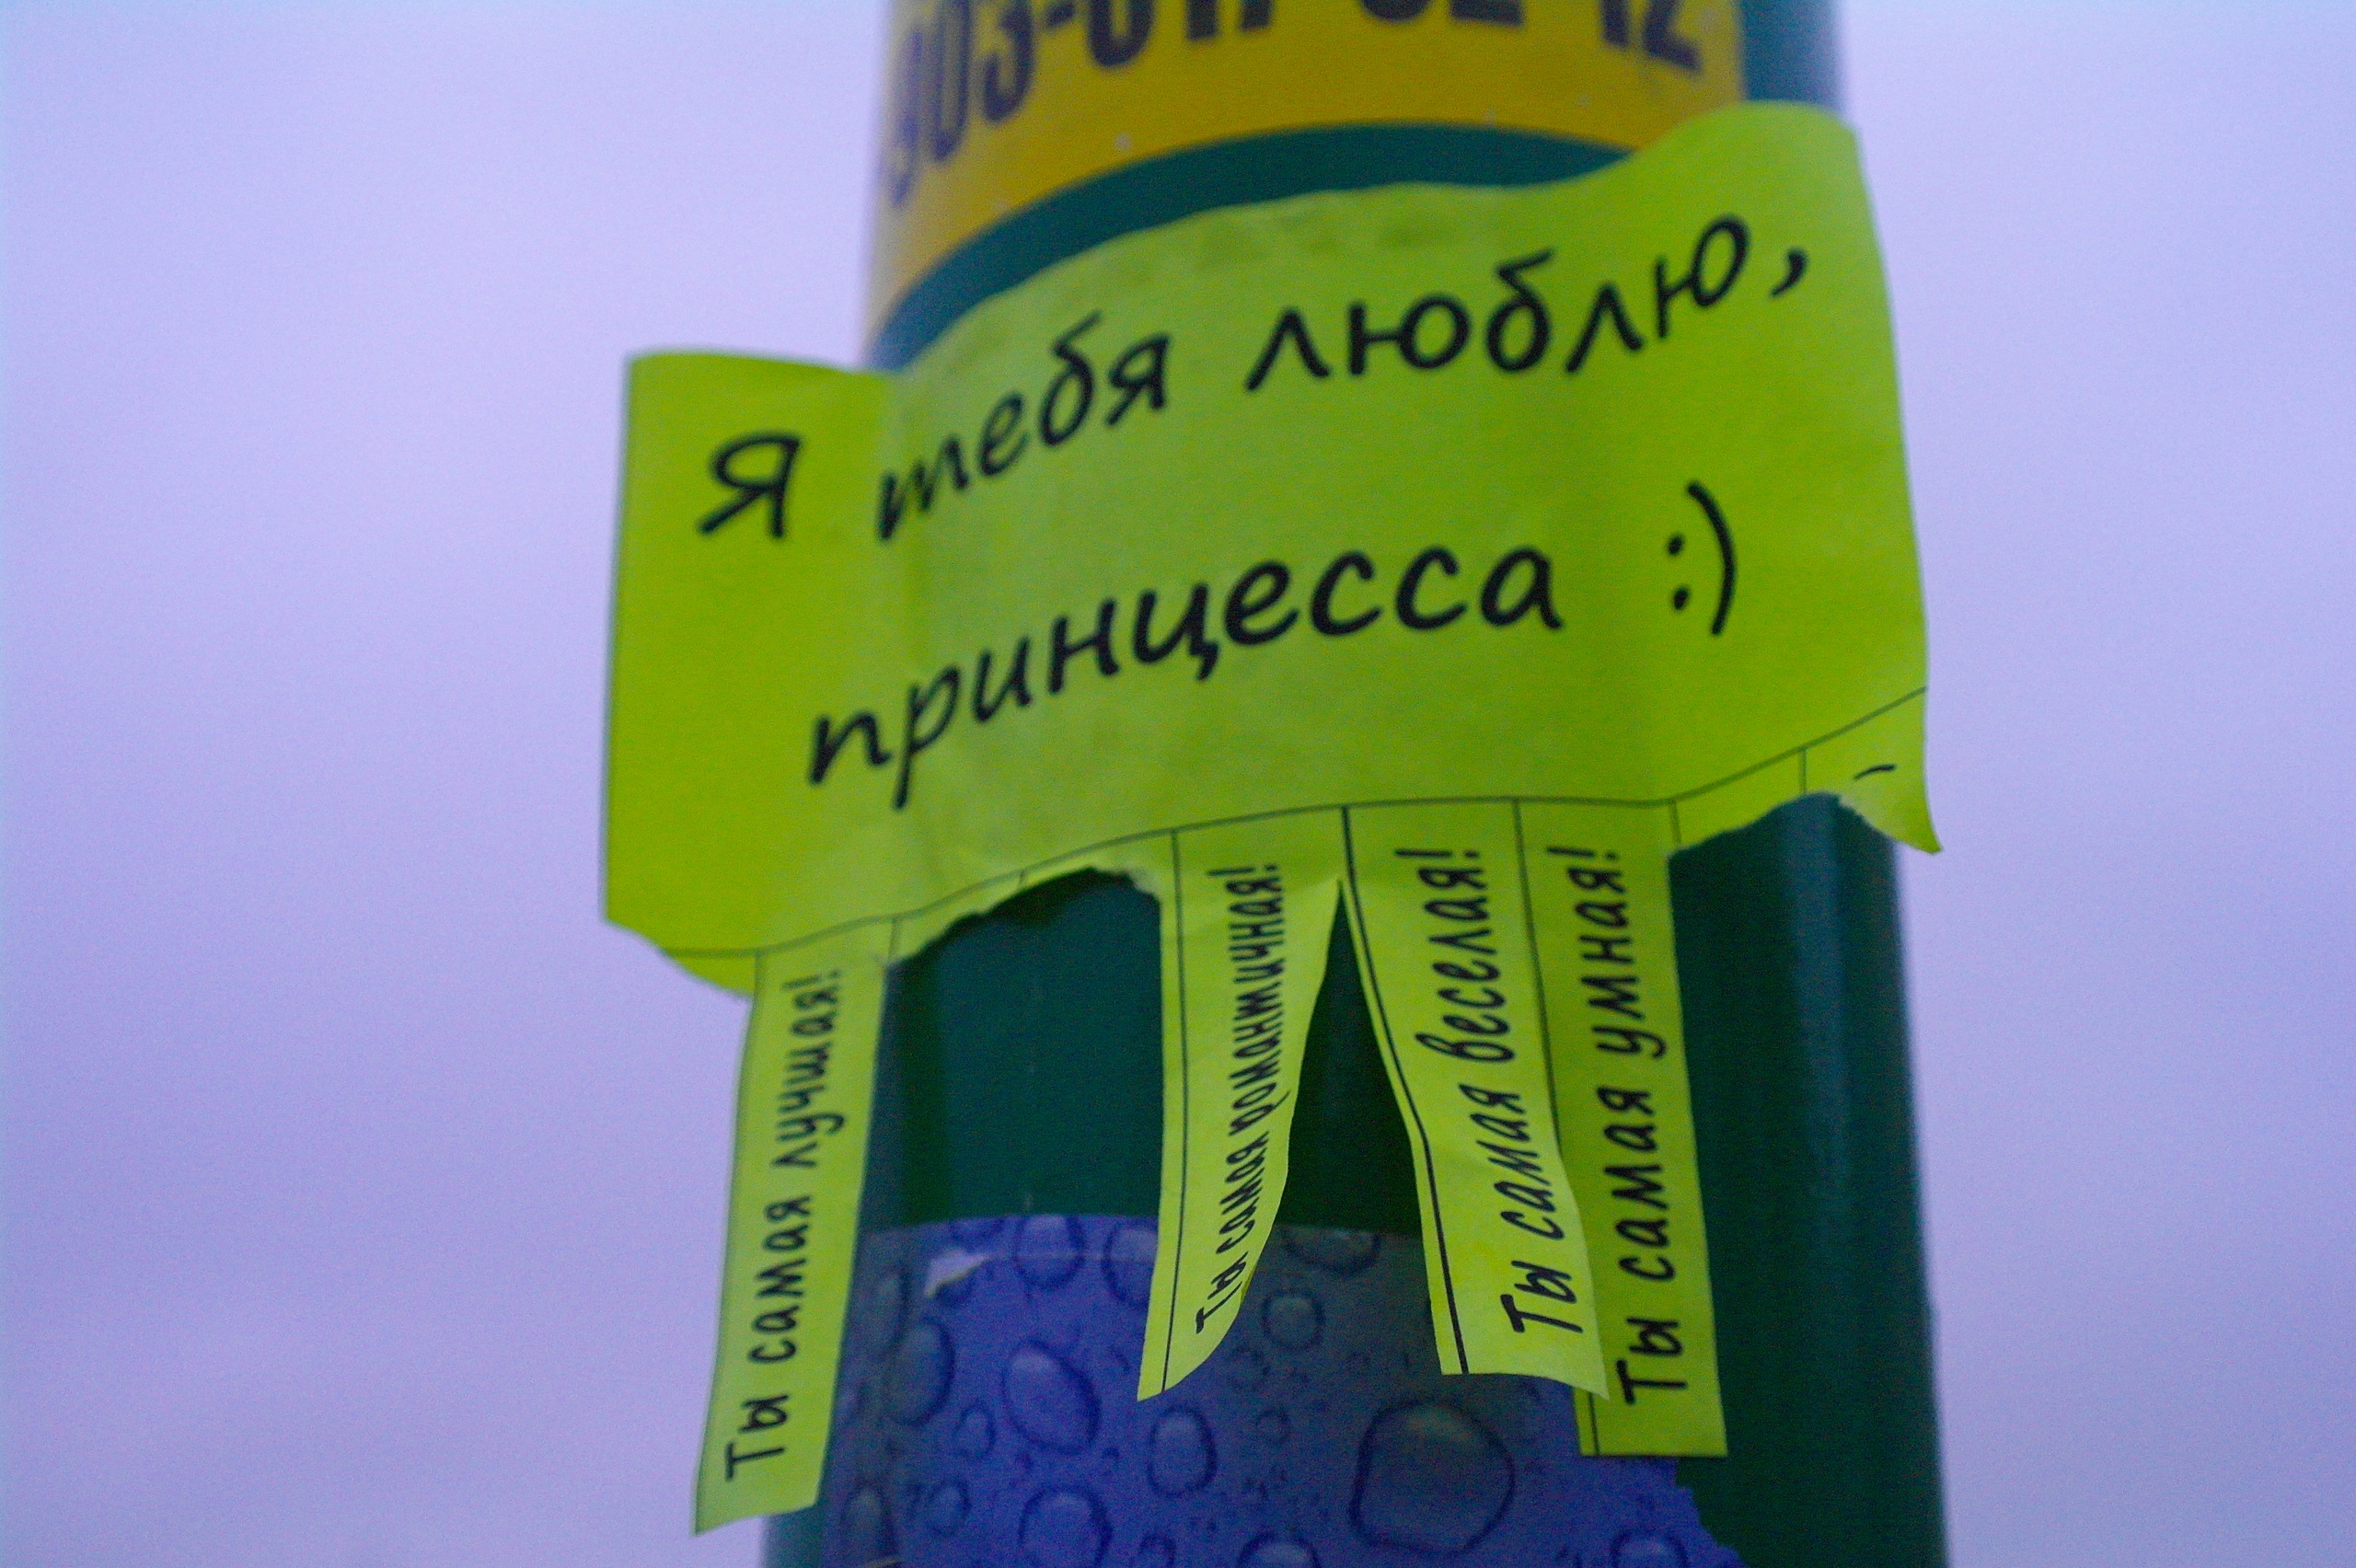 Я тебя люблю,
принцесса :)
Ты самая лучшая!
Ты самая романтичная!
Ты самая веселая!
Ты самая умная!